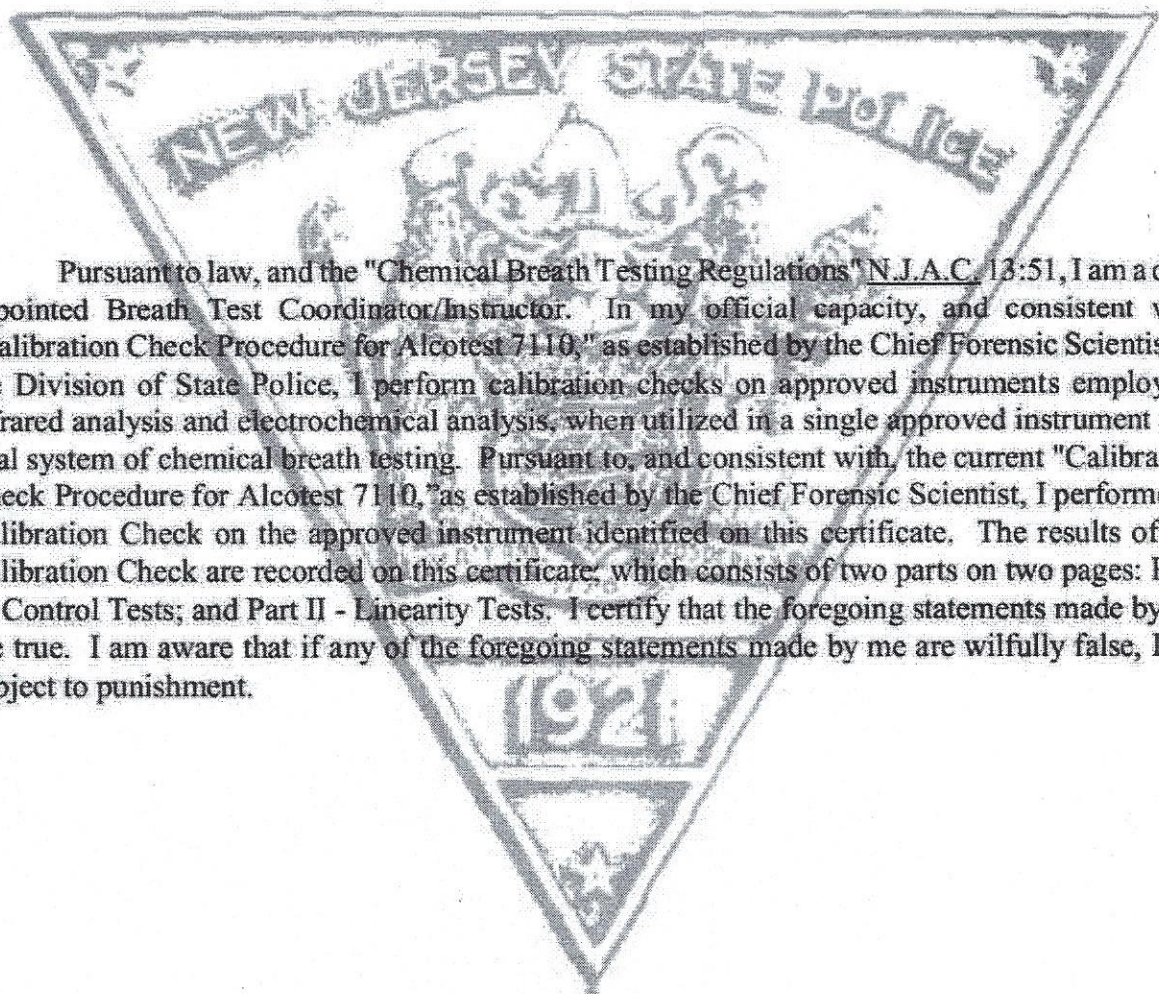 NEW JERSEY STATE POLICE
Pursuant to law, and the "Chemical Breath Testing Regulations" N.J.A.C. 13:51, I am a d
pointed Breath Test Coordinator/Instructor. In my official capacity, and consistent w
alibration Check Procedure for Alcotest 7110," as established by the Chief Forensic Scientis
e Division of State Police, I perform calibration checks on approved instruments employ
frared analysis and electrochemical analysis, when utilized in a single approved instrument
al system of chemical breath testing. Pursuant to, and consistent with, the current "Calibra
eck Procedure for Alcotest 7110," as established by the Chief Forensic Scientist, I performe
libration Check on the approved instrument identified on this certificate. The results of
libration Check are recorded on this certificate, which consists of two parts on two pages: P
Control Tests; and Part II - Linearity Tests. I certify that the foregoing statements made by
e true. I am aware that if any of the foregoing statements made by me are wilfully false, I
bject to punishment.
1921